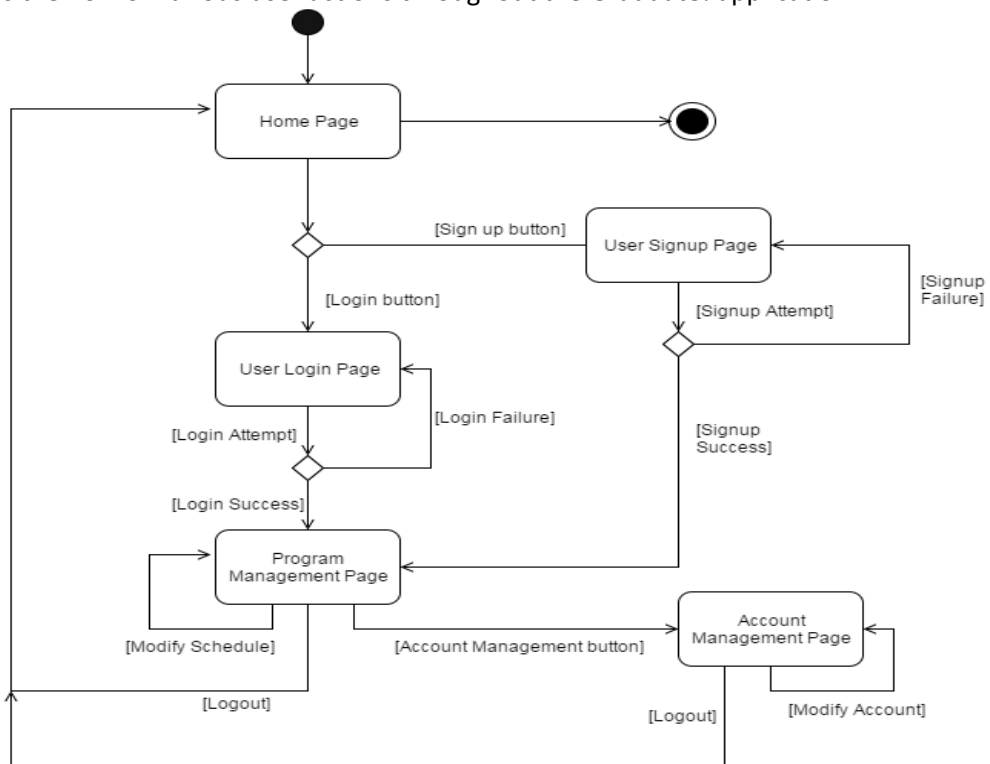 Home Page
[Sign up button]
User Signup Page
[Signup
Failure]
[Login button]
[Signup Attempt]
User Login Page
[Login Failure]
[Login Attempt]
[Signup
Success]
[Login Success]
Program
Management Page
Account
Management Page
[Modify Schedule]
[Account Management button]
[Logout]
[Logout]
[Modify Account]